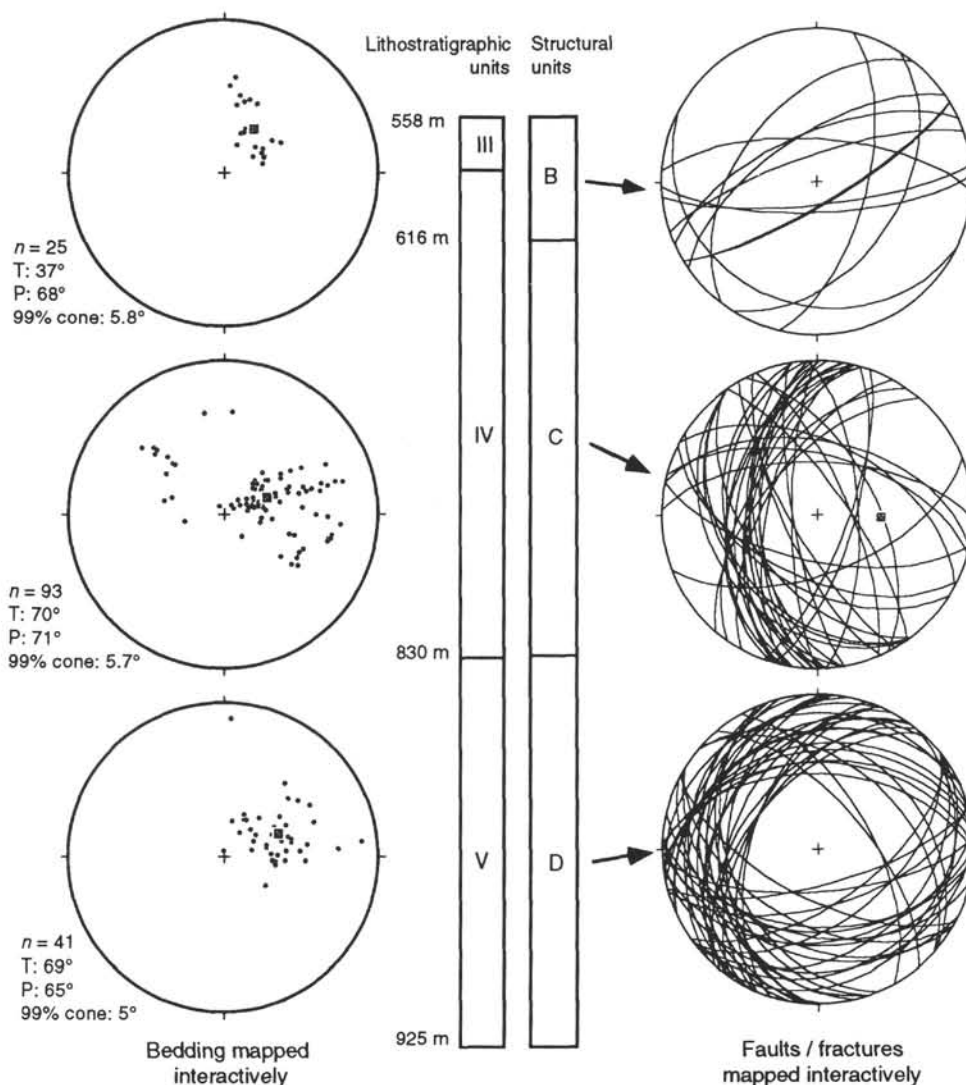 Lithostratigraphic units
Structural units
558 m
III
B
616 m
n = 25
T: 37°
P: 68°
99% cone: 5.8°
IV
C
n = 93
T: 70°
P: 71°
99% cone: 5.7°
830 m
V
D
n = 41
T: 69°
P: 65°
99% cone: 5°
925 m
Bedding mapped
interactively
Faults / fractures
mapped interactively